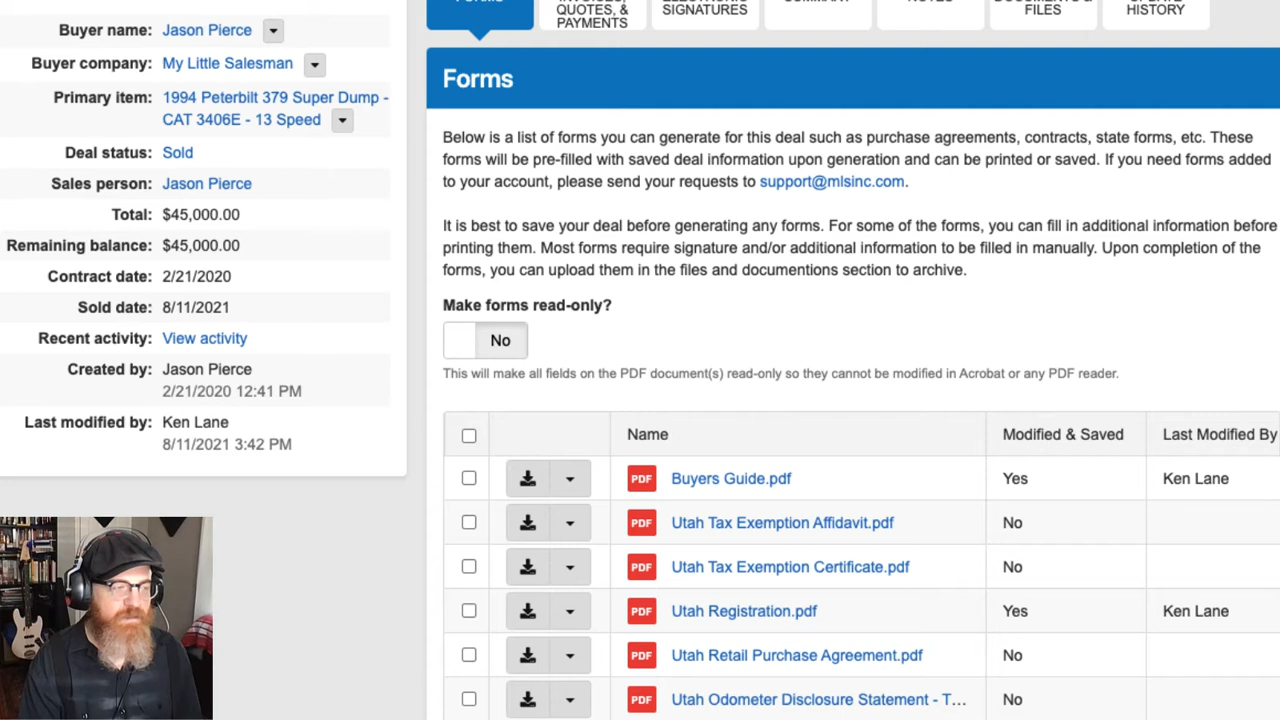 Buyer name: Jason Pierce
Buyer company: My Little Salesman
Primary item: 1994 Peterbilt 379 Super Dump -
CAT 3406E - 13 Speed
Deal status: Sold
Sales person: Jason Pierce
Total: $45,000.00
Remaining balance: $45,000.00
Contract date: 2/21/2020
Sold date: 8/11/2021
Recent activity: View activity
Created by: Jason Pierce
2/21/2020 12:41 PM
Last modified by: Ken Lane
8/11/2021 3:42 PM
QUOTES, &
PAYMENTS
SIGNATURES
FILES
HISTORY
Forms
Below is a list of forms you can generate for this deal such as purchase agreements, contracts, state forms, etc. These
forms will be pre-filled with saved deal information upon generation and can be printed or saved. If you need forms added
to your account, please send your requests to support@mlsinc.com.
It is best to save your deal before generating any forms. For some of the forms, you can fill in additional information before
printing them. Most forms require signature and/or additional information to be filled in manually. Upon completion of the
forms, you can upload them in the files and documentions section to archive.
Make forms read-only?
No
This will make all fields on the PDF document(s) read-only so they cannot be modified in Acrobat or any PDF reader.
Name Modified & Saved Last Modified By
PDF Buyers Guide.pdf Yes Ken Lane
PDF Utah Tax Exemption Affidavit.pdf No
PDF Utah Tax Exemption Certificate.pdf No
PDF Utah Registration.pdf Yes Ken Lane
PDF Utah Retail Purchase Agreement.pdf No
PDF Utah Odometer Disclosure Statement - T... No